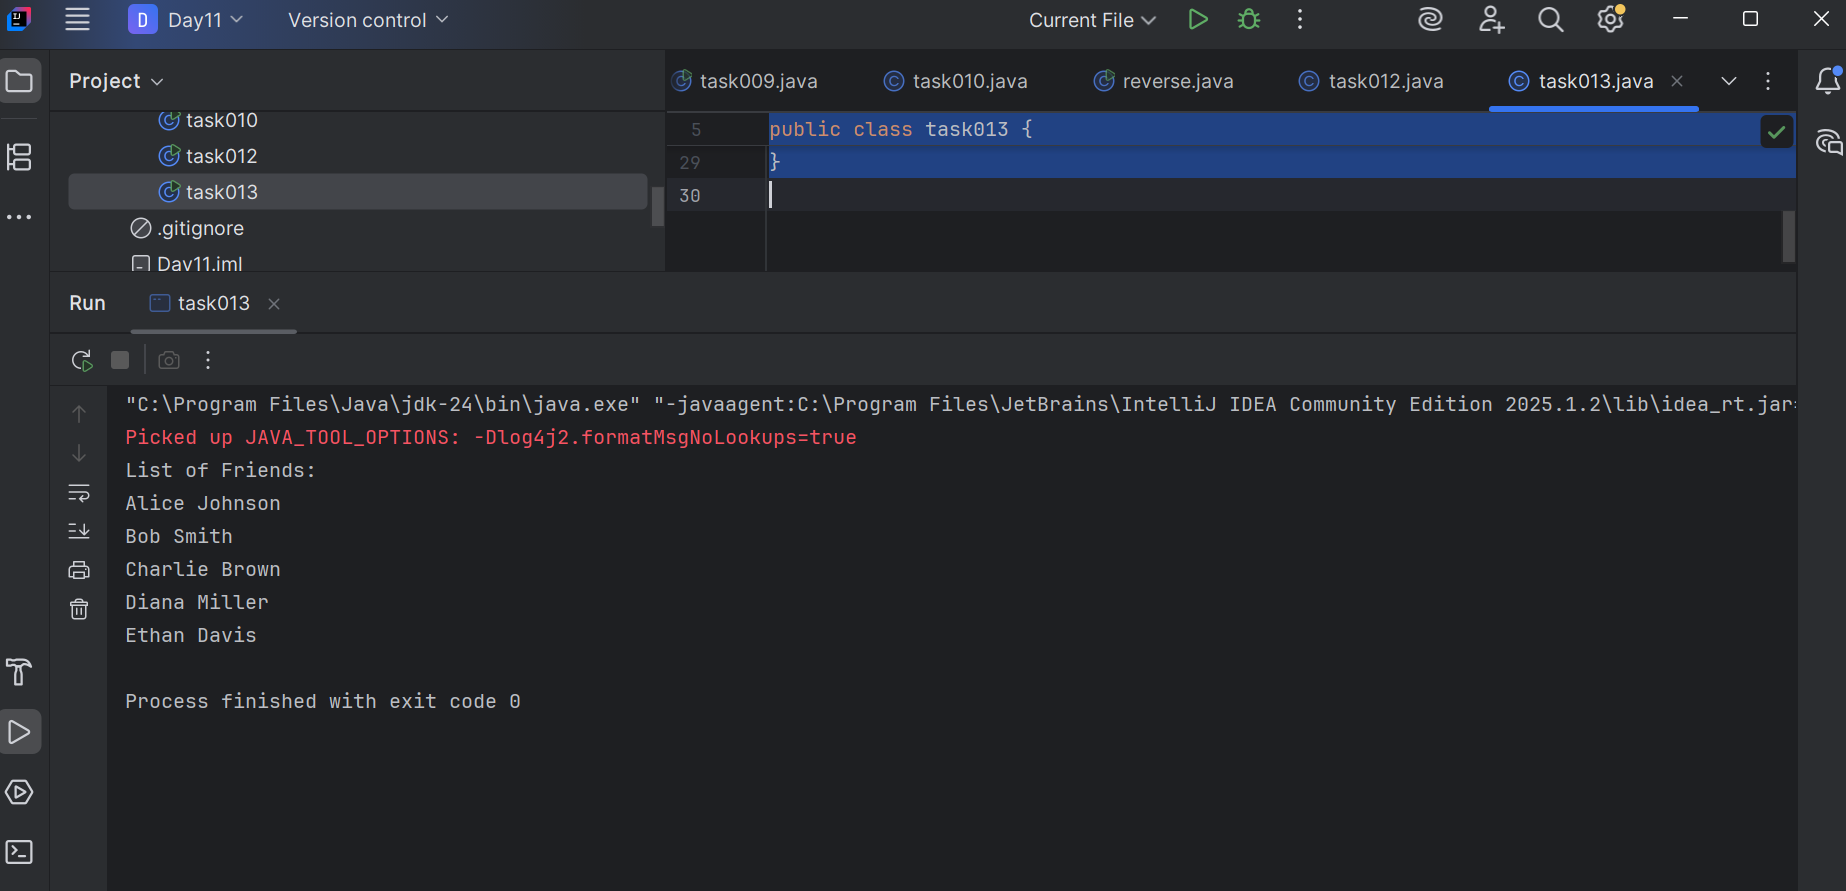 D Day11 Version control Current File
Project
task009.java task010.java reverse.java task012.java task013.java
task010
task012
task013
.gitignore
Day11.iml
5 public class task013 {
29 }
30
Run task013
"C:\Program Files\Java\jdk-24\bin\java.exe" "-javaagent:C:\Program Files\JetBrains\IntelliJ IDEA Community Edition 2025.1.2\lib\idea_rt.jar=
Picked up JAVA_TOOL_OPTIONS: -Dlog4j2.formatMsgNoLookups=true
List of Friends:
Alice Johnson
Bob Smith
Charlie Brown
Diana Miller
Ethan Davis
Process finished with exit code 0